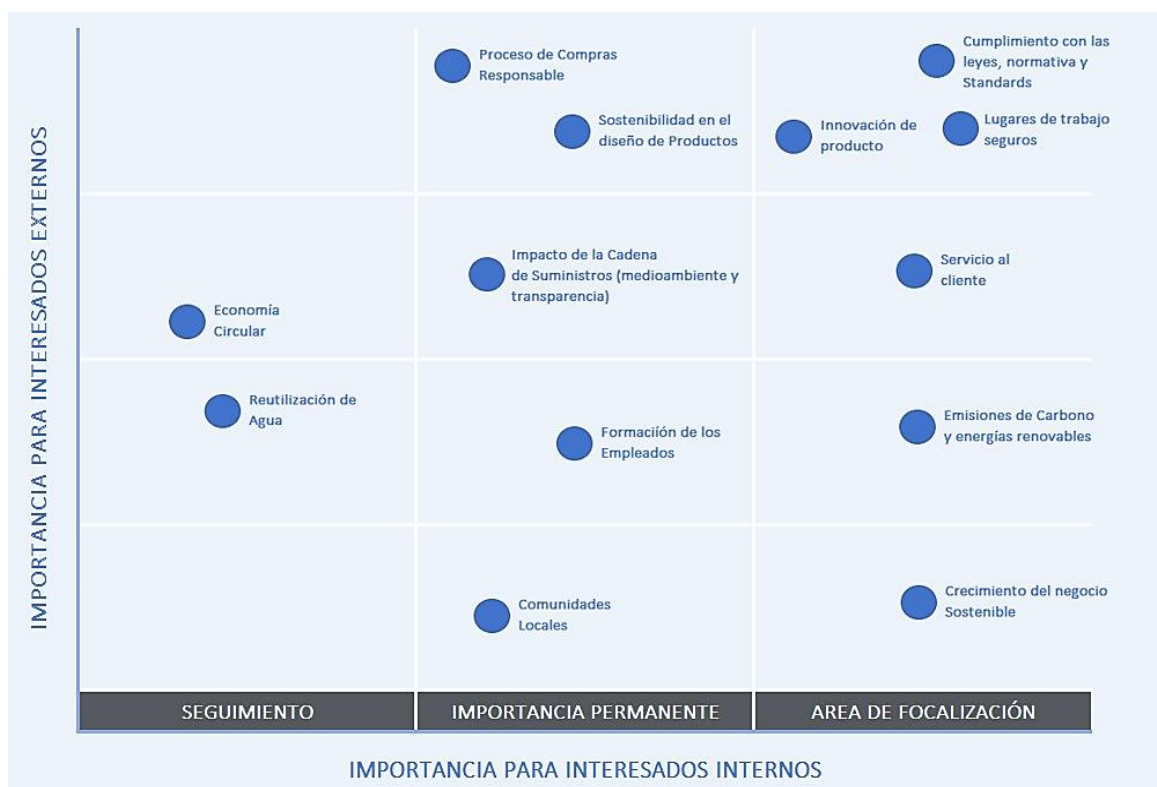 IMPORTANCIA PARA INTERESADOS EXTERNOS
Proceso de Compras
Responsable
Cumplimiento con las
leyes, normativa y
Standards
Sostenibilidad en el
diseño de Productos
Innovación de
producto
Lugares de trabajo
seguros
Impacto de la Cadena
de Suministros (medioambiente y
transparencia)
Servicio al
cliente
Economía
Circular
Reutilización de
Agua
Formaciíón de los
Empleados
Emisiones de Carbono
y energías renovables
Comunidades
Locales
Crecimiento del negocio
Sostenible
SEGUIMIENTO
IMPORTANCIA PERMANENTE
AREA DE FOCALIZACIÓN
IMPORTANCIA PARA INTERESADOS INTERNOS